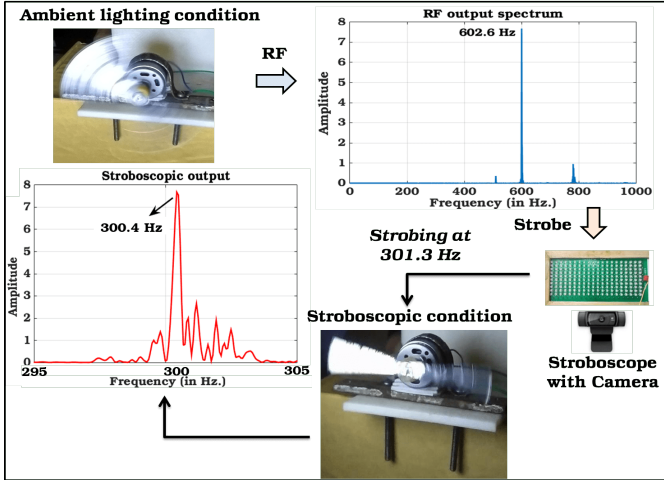 Ambient lighting condition
RF
RF output spectrum
602.6 Hz
Amplitude
8
7
6
5
4
3
2
1
0
0 200 400 600 800 1000
Frequency (in Hz.)
Strobe
Stroboscope
with Camera
Strobing at
301.3 Hz
Stroboscopic condition
Stroboscopic output
300.4 Hz
Amplitude
8
7
6
5
4
3
2
1
0
295 300 305
Frequency (in Hz.)